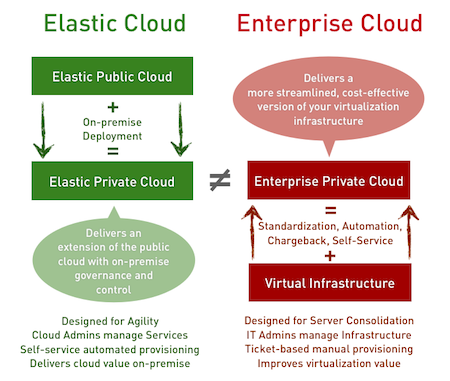 Elastic Cloud
Elastic Public Cloud
+
On-premise
Deployment
=
Elastic Private Cloud
Delivers an
extension of the public
cloud with on-premise
governance and
control
Designed for Agility
Cloud Admins manage Services
Self-service automated provisioning
Delivers cloud value on-premise
≠
Enterprise Cloud
Delivers a
more streamlined, cost-effective
version of your virtualization
infrastructure
Enterprise Private Cloud
=
Standardization, Automation,
Chargeback, Self-Service
+
Virtual Infrastructure
Designed for Server Consolidation
IT Admins manage Infrastructure
Ticket-based manual provisioning
Improves virtualization value